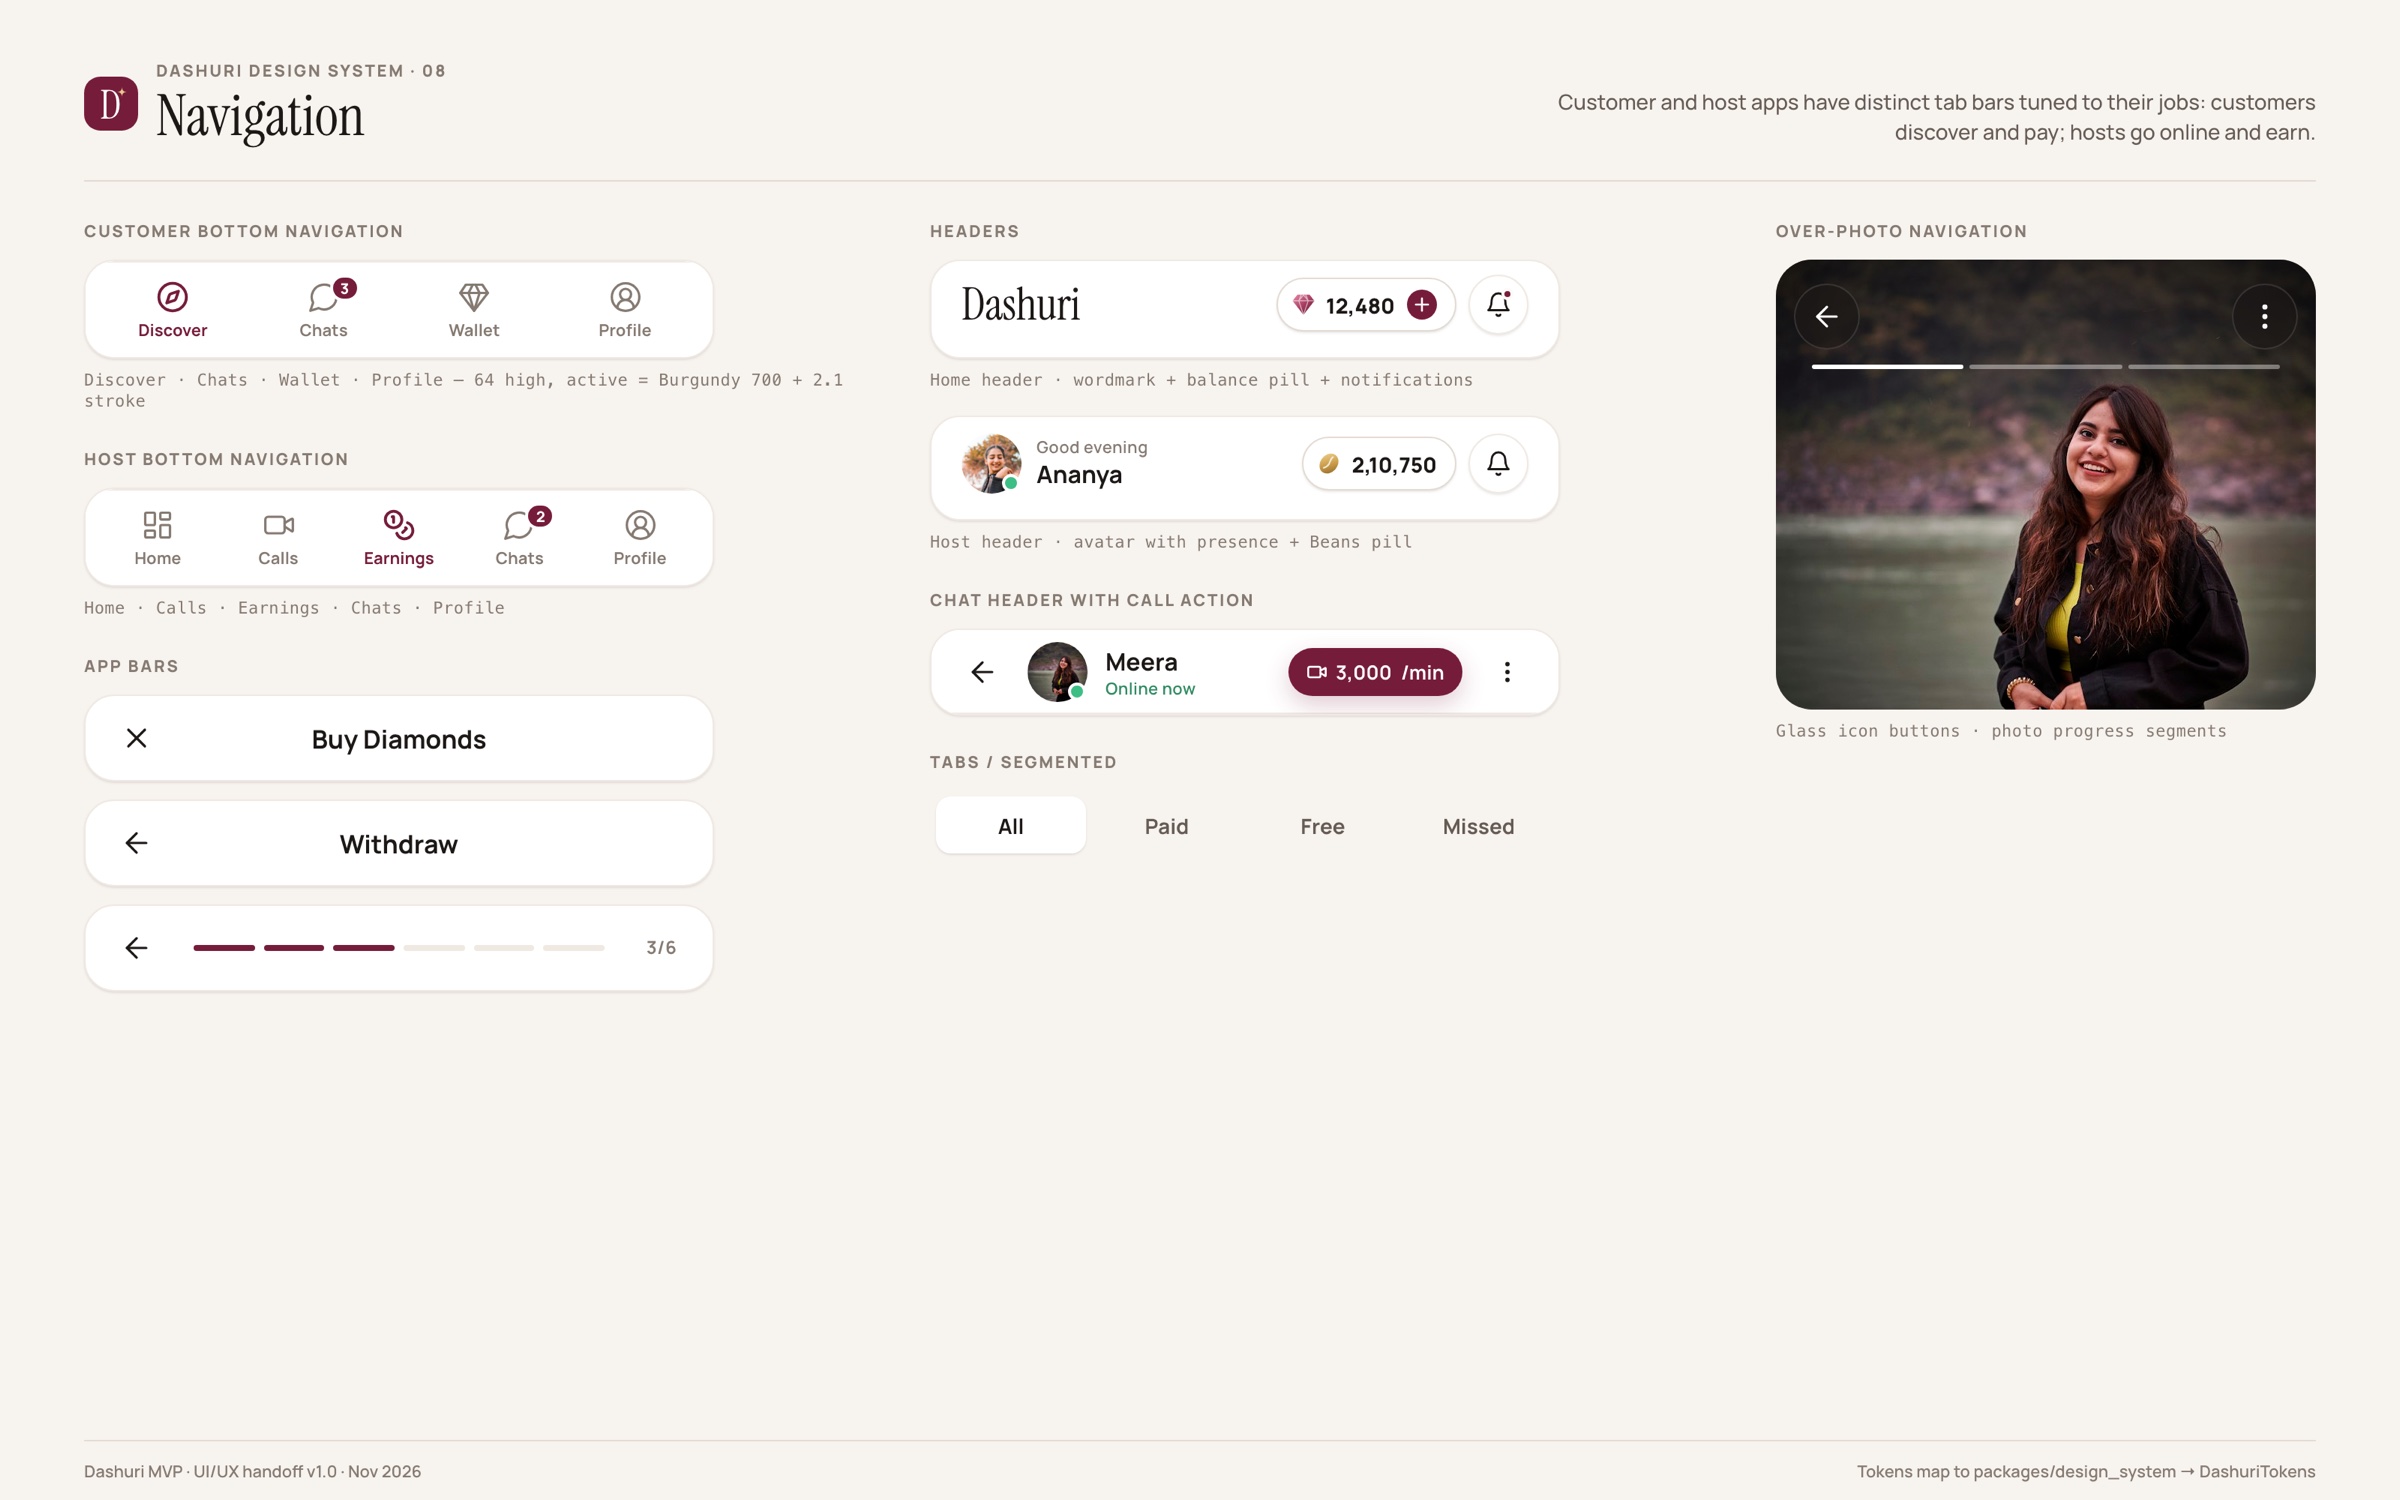 DASHURI DESIGN SYSTEM · 08
D
Navigation
Customer and host apps have distinct tab bars tuned to their jobs: customers
discover and pay; hosts go online and earn.
CUSTOMER BOTTOM NAVIGATION
3
Discover
Chats
Wallet
Profile
Discover · Chats · Wallet · Profile — 64 high, active = Burgundy 700 + 2.1
stroke
HOST BOTTOM NAVIGATION
2
Home
Calls
Earnings
Chats
Profile
Home · Calls · Earnings · Chats · Profile
APP BARS
Buy Diamonds
Withdraw
3/6
HEADERS
Dashuri
12,480
Home header · wordmark + balance pill + notifications
Good evening
Ananya
2,10,750
Host header · avatar with presence + Beans pill
CHAT HEADER WITH CALL ACTION
Meera
Online now
3,000 /min
TABS / SEGMENTED
All
Paid
Free
Missed
OVER-PHOTO NAVIGATION
Glass icon buttons · photo progress segments
Dashuri MVP · UI/UX handoff v1.0 · Nov 2026
Tokens map to packages/design_system → DashuriTokens